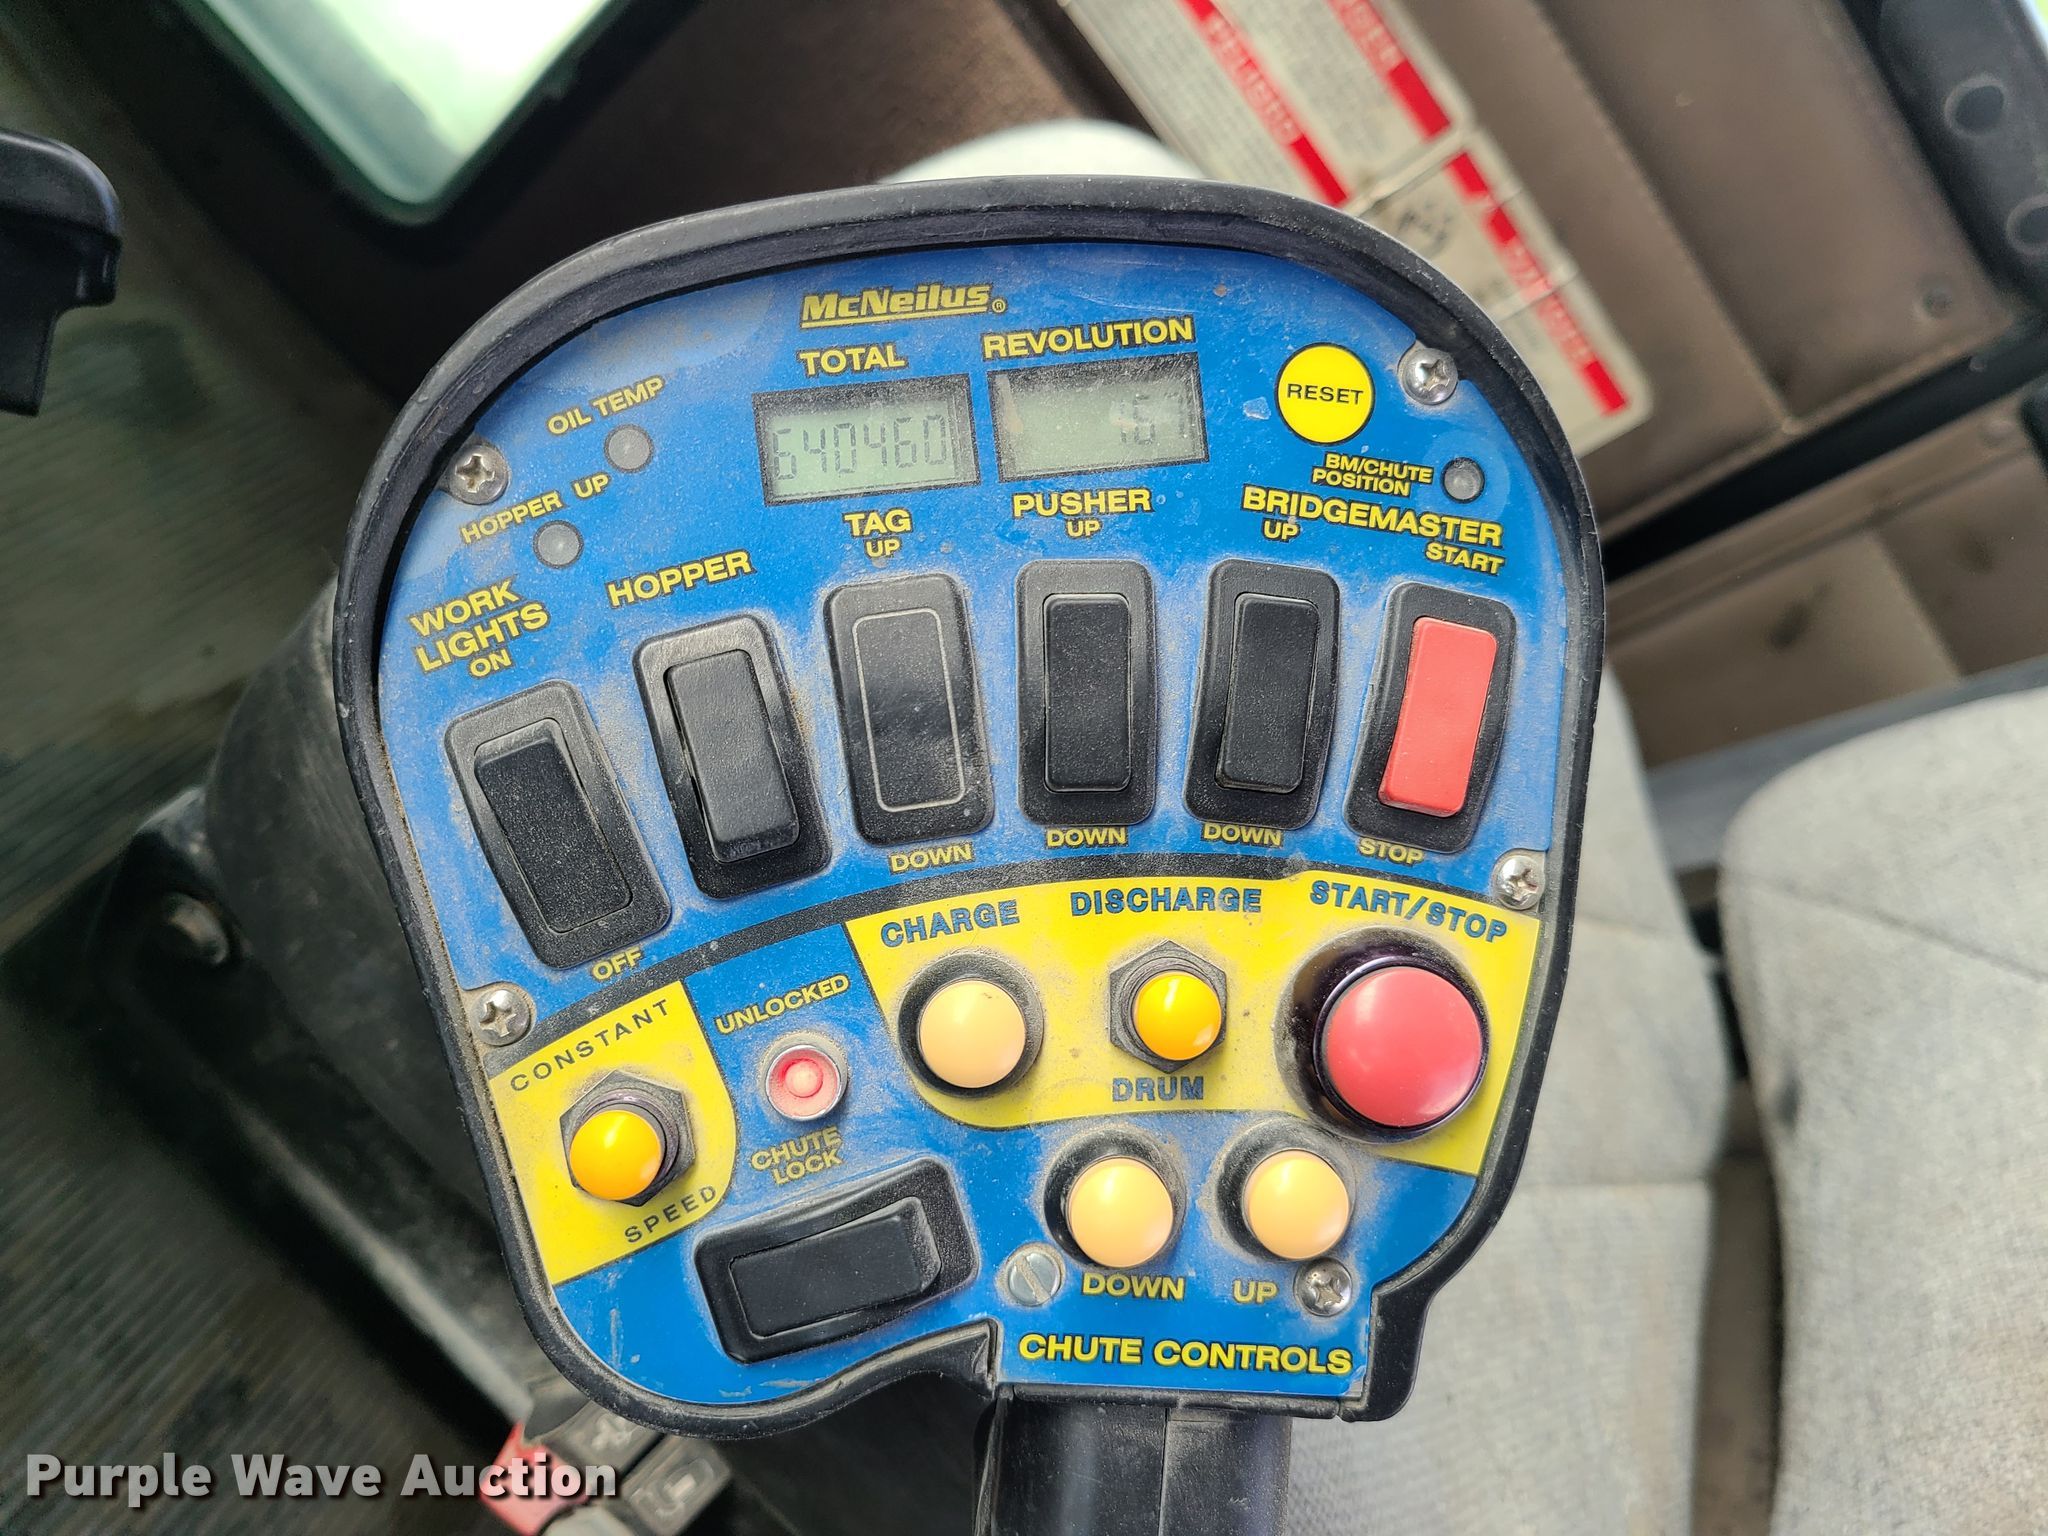 McNeilus®
TOTAL
REVOLUTION
640460
167
RESET
OIL TEMP
HOPPER UP
BM/CHUTE
POSITION
WORK
LIGHTS
ON
HOPPER
TAG
UP
PUSHER
UP
BRIDGEMASTER
UP
START
OFF
DOWN
DOWN
DOWN
STOP
CONSTANT
SPEED
UNLOCKED
CHUTE
LOCK
CHARGE
DISCHARGE
START/STOP
DRUM
DOWN
UP
CHUTE CONTROLS
Purple Wave Auction